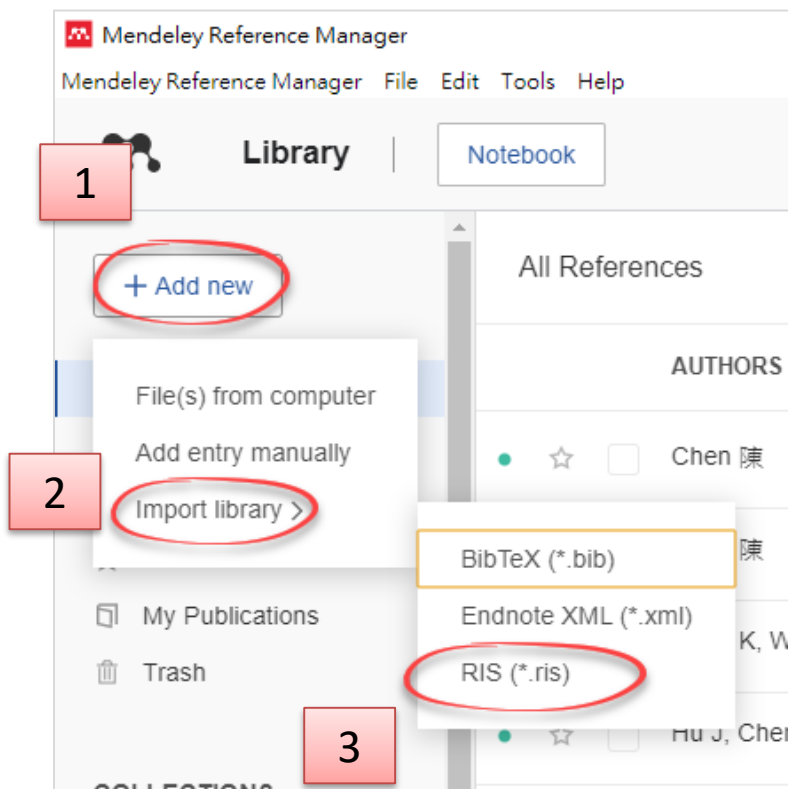 Mendeley Reference Manager
Mendeley Reference Manager File Edit Tools Help
Library
Notebook
1
+ Add new
All References
AUTHORS
File(s) from computer
Add entry manually
Chen 陳
2
Import library >
陳
BibTeX (*.bib)
My Publications
Endnote XML (*.xml)
K, W
Trash
RIS (*.ris)
3
Hu J, Cher
COLLECTIONS